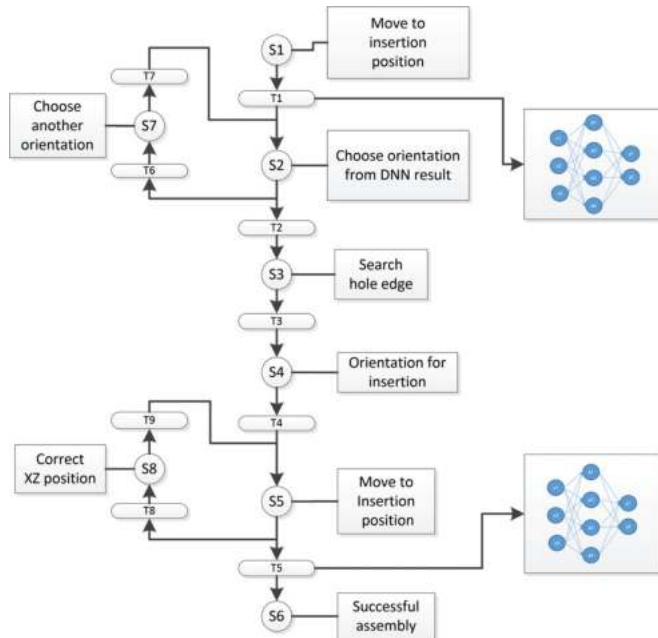 S1
Move to
insertion
position
T7
T1
Choose
another
orientation
S7
S2
Choose orientation
from DNN result
T6
T2
S3
Search
hole edge
T3
S4
Orientation for
insertion
T9
T4
Correct
XZ position
S8
S5
Move to
Insertion
position
T8
T5
S6
Successful
assembly